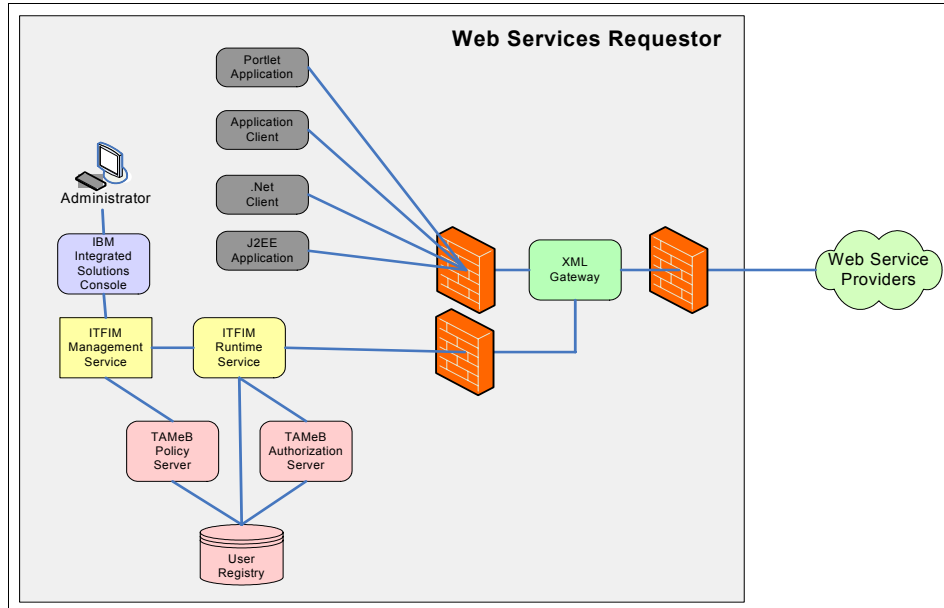 Web Services Requestor
Portlet
Application
Application
Client
.Net
Client
J2EE
Application
Administrator
IBM
Integrated
Solutions
Console
XML
Gateway
Web Service
Providers
ITFIM
Management
Service
ITFIM
Runtime
Service
TAMeB
Policy
Server
TAMeB
Authorization
Server
User
Registry